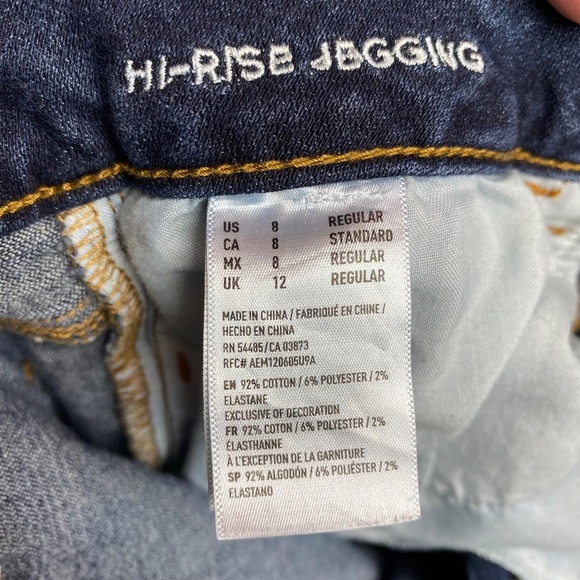 HI-RISE JEGGING
US 8 REGULAR
CA 8 STANDARD
MX 8 REGULAR
UK 12 REGULAR
MADE IN CHINA / FABRIQUÉ EN CHINE /
HECHO EN CHINA
RN 54485/CA 03873
RFC# AEM120605U9A
EN 92% COTTON / 6% POLYESTER / 2%
ELASTANE
EXCLUSIVE OF DECORATION
FR 92% COTON / 6% POLYESTER / 2%
ÉLASTHANNE
À L'EXCEPTION DE LA GARNITURE
SP 92% ALGODÓN / 6% POLIÉSTER / 2%
ELASTANO